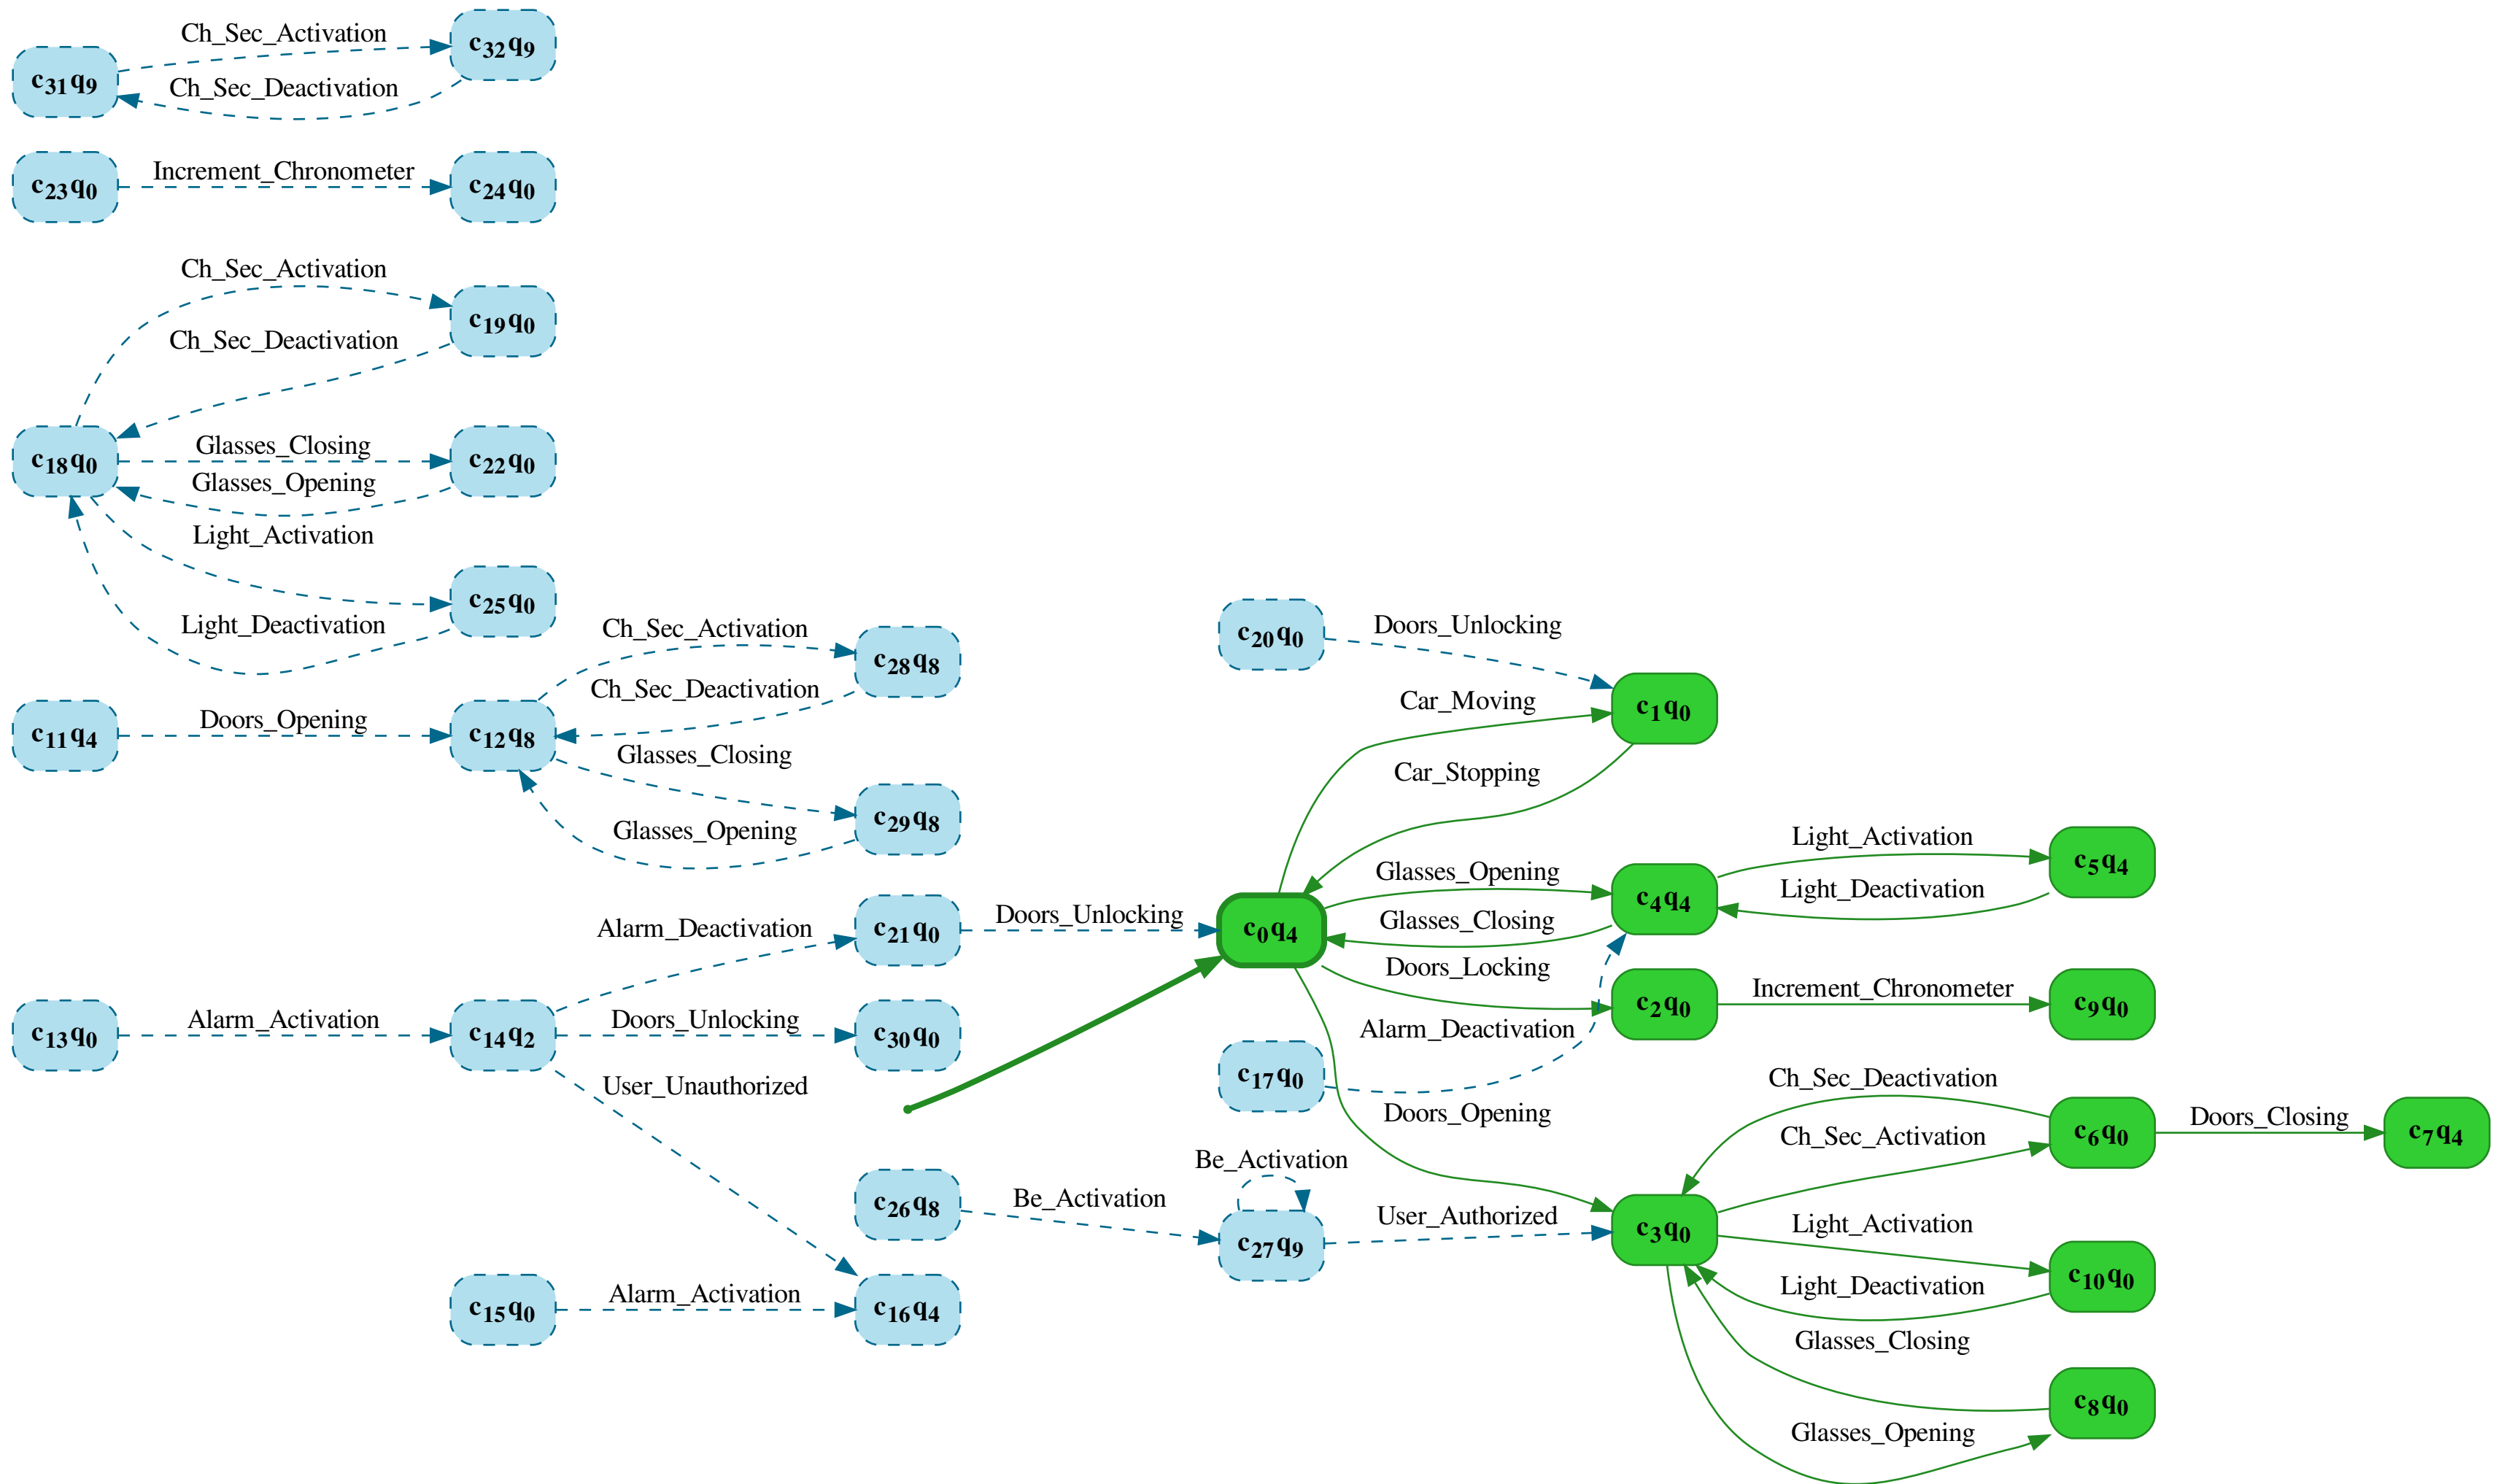 Ch_Sec_Activation
c32q9
c31q9
Ch_Sec_Deactivation
c23q0
Increment_Chronometer
c24q0
Ch_Sec_Activation
c19q0
Ch_Sec_Deactivation
c18q0
Glasses_Closing
c22q0
Glasses_Opening
Light_Activation
c25q0
Light_Deactivation
c11q4
Doors_Opening
c12q8
Ch_Sec_Activation
c28q8
Ch_Sec_Deactivation
Glasses_Closing
c29q8
Glasses_Opening
c20q0
Doors_Unlocking
c1q0
Car_Moving
Car_Stopping
c13q0
Alarm_Activation
c14q2
Alarm_Deactivation
c21q0
Doors_Unlocking
c0q4
Doors_Unlocking
c30q0
User_Unauthorized
c15q0
Alarm_Activation
c16q4
Glasses_Opening
c4q4
Glasses_Closing
Light_Activation
c5q4
Light_Deactivation
Doors_Locking
c2q0
Increment_Chronometer
c9q0
c17q0
Alarm_Deactivation
Doors_Opening
c26q8
Be_Activation
Be_Activation
c27q9
User_Authorized
c3q0
Ch_Sec_Deactivation
Ch_Sec_Activation
c6q0
Doors_Closing
c7q4
Light_Activation
c10q0
Light_Deactivation
Glasses_Closing
c8q0
Glasses_Opening